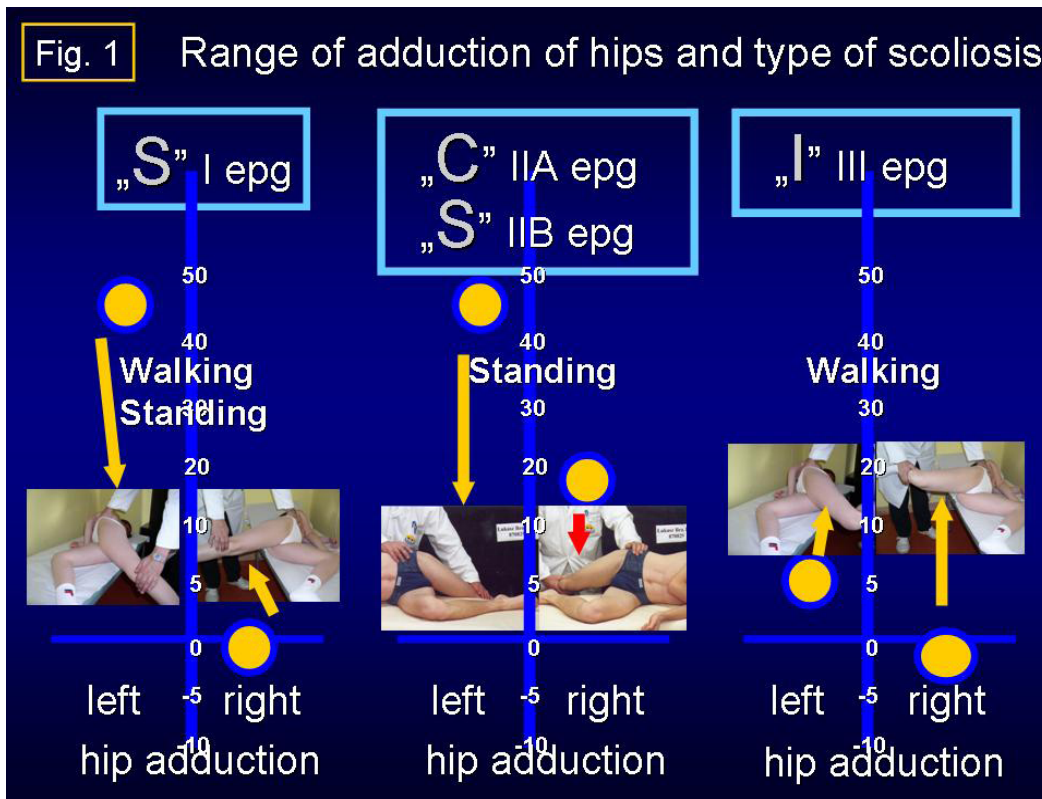 Fig. 1
Range of adduction of hips and type of scoliosis
„S” I epg
50
40
Walking
Standing
30
20
10
5
0
-5
-10
left right
hip adduction
„C” IIA epg
„S” IIB epg
50
40
Standing
30
20
10
5
0
-5
-10
left right
hip adduction
„I” III epg
50
40
Walking
30
20
10
5
0
-5
-10
left right
hip adduction